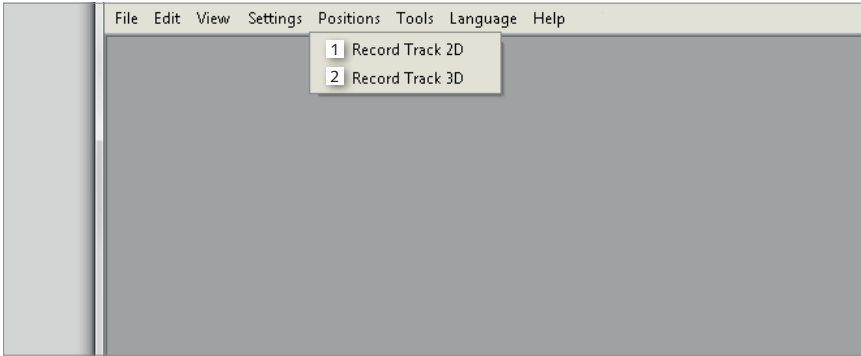 File Edit View Settings Positions Tools Language Help
1 Record Track 2D
2 Record Track 3D